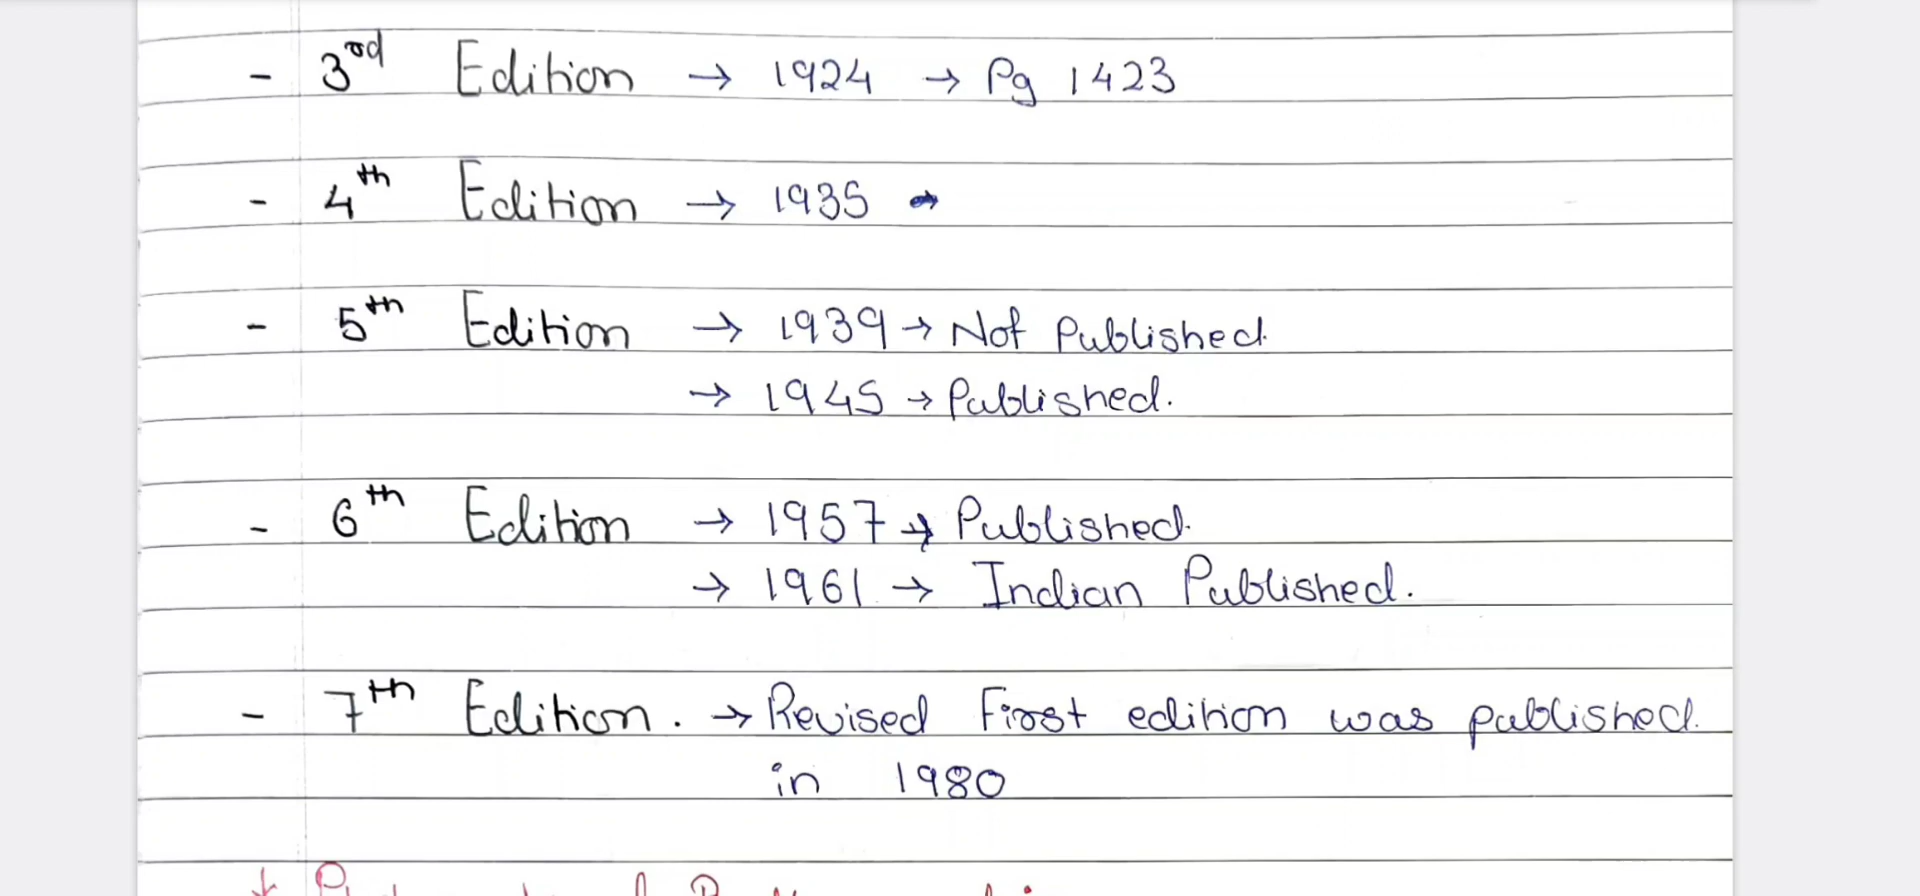 - 3rd Edition → 1924 → Pg 1423
- 4th Edition → 1935 →
- 5th Edition → 1939 → Not Published.
→ 1945 → Published.
- 6th Edition → 1957 → Published.
→ 1961 → Indian Published.
- 7th Edition. → Revised First edition was published.
in 1980